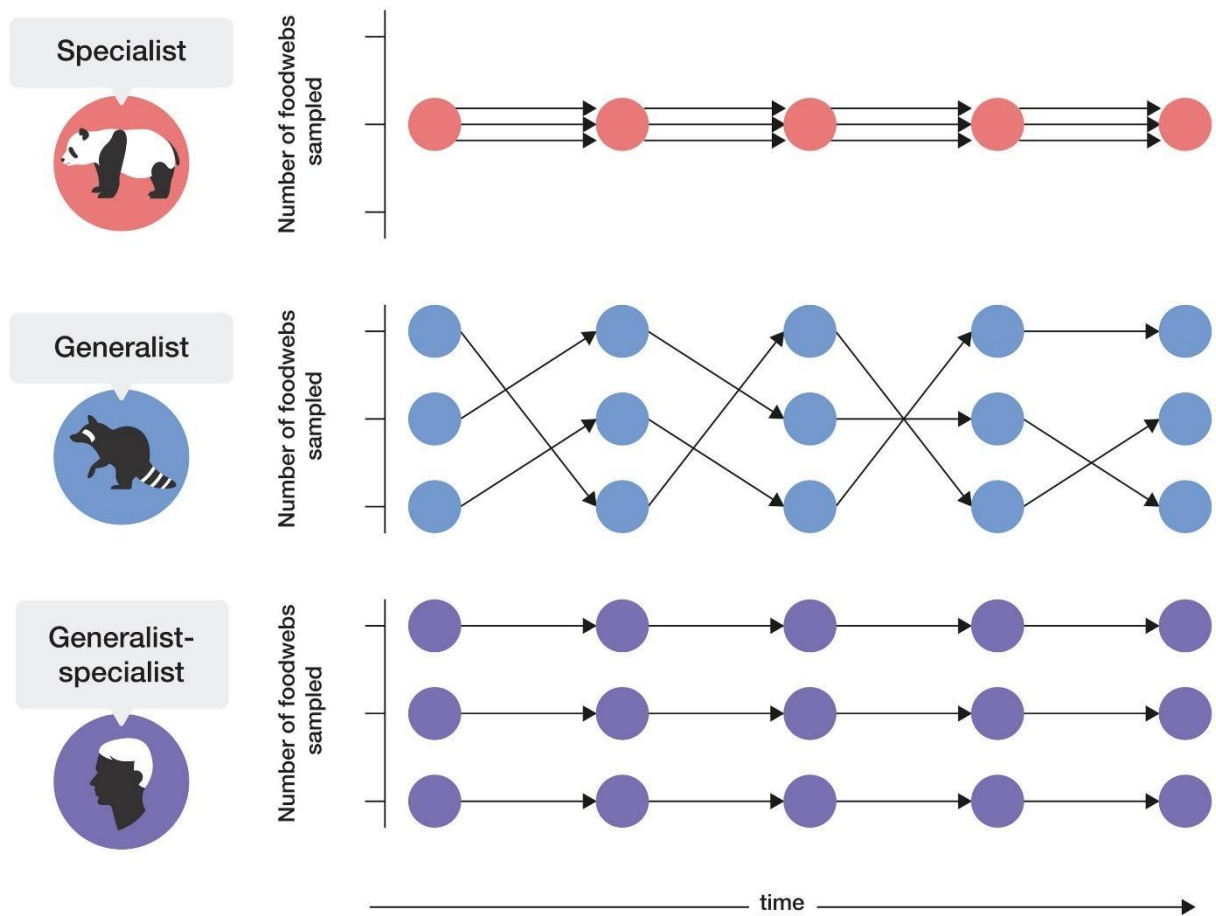 Specialist
Number of foodwebs
sampled
Generalist
Number of foodwebs
sampled
Generalist-
specialist
Number of foodwebs
sampled
time